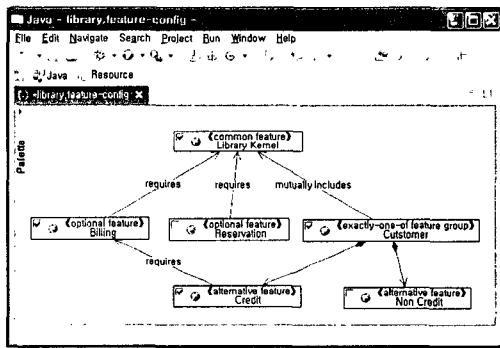 Java - library.feature-config -
File Edit Navigate Search Project Run Window Help
Java Resource
*library.feature-config
Palette
«common feature»
Library Kernel
requires requires mutually Includes
«optional feature»
Billing
«optional feature»
Reservation
«exactly-one-of feature group»
Cutstomer
requires
«alternative feature»
Credit
«alternative feature»
Non Credit